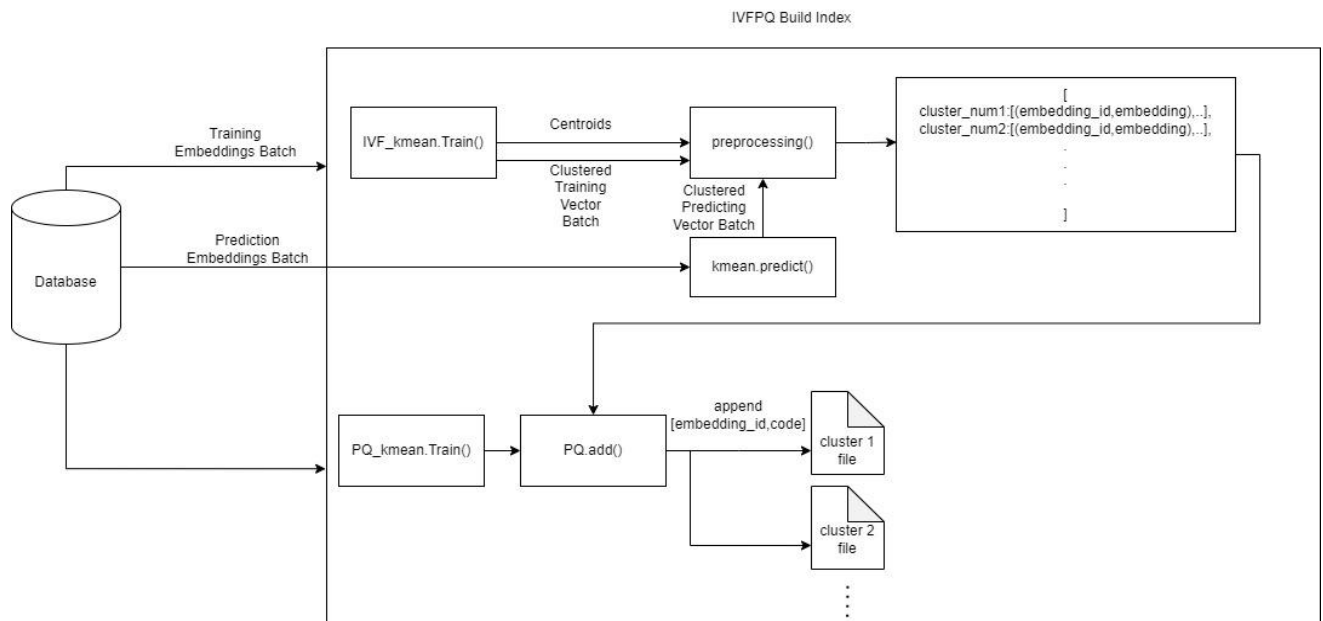 IVFPQ Build Index
Training
Embeddings Batch
IVF_kmean.Train()
Centroids
Clustered
Training
Vector
Batch
preprocessing()
[
cluster_num1:[(embedding_id,embedding),..],
cluster_num2:[(embedding_id,embedding),..],
.
.
.
]
Clustered
Predicting
Vector Batch
Prediction
Embeddings Batch
kmean.predict()
Database
PQ_kmean.Train()
PQ.add()
append
[embedding_id,code]
cluster 1
file
cluster 2
file